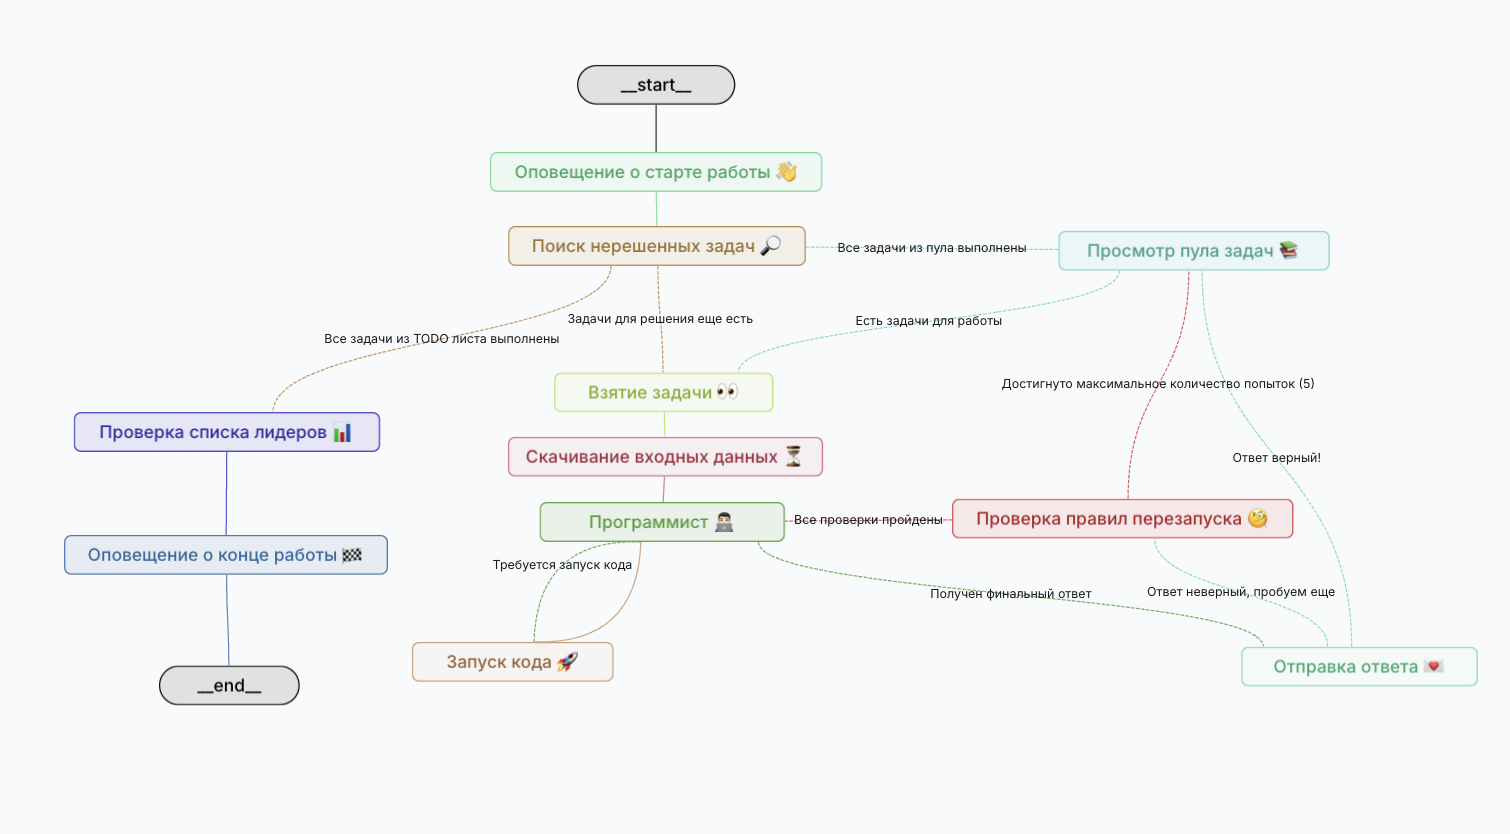 __start__
Оповещение о старте работы 👋
Поиск нерешенных задач 🔎
Все задачи из пула выполнены
Просмотр пула задач 📚
Задачи для решения еще есть
Есть задачи для работы
Все задачи из TODO листа выполнены
Взятие задачи 👀
Достигнуто максимальное количество попыток (5)
Проверка списка лидеров 📊
Скачивание входных данных ⏳
Ответ верный!
Программист 👨🏻‍💻
Все проверки пройдены
Проверка правил перезапуска 🧐
Оповещение о конце работы 🏁
Требуется запуск кода
Получен финальный ответ
Ответ неверный, пробуем еще
Запуск кода 🚀
Отправка ответа 💌
__end__